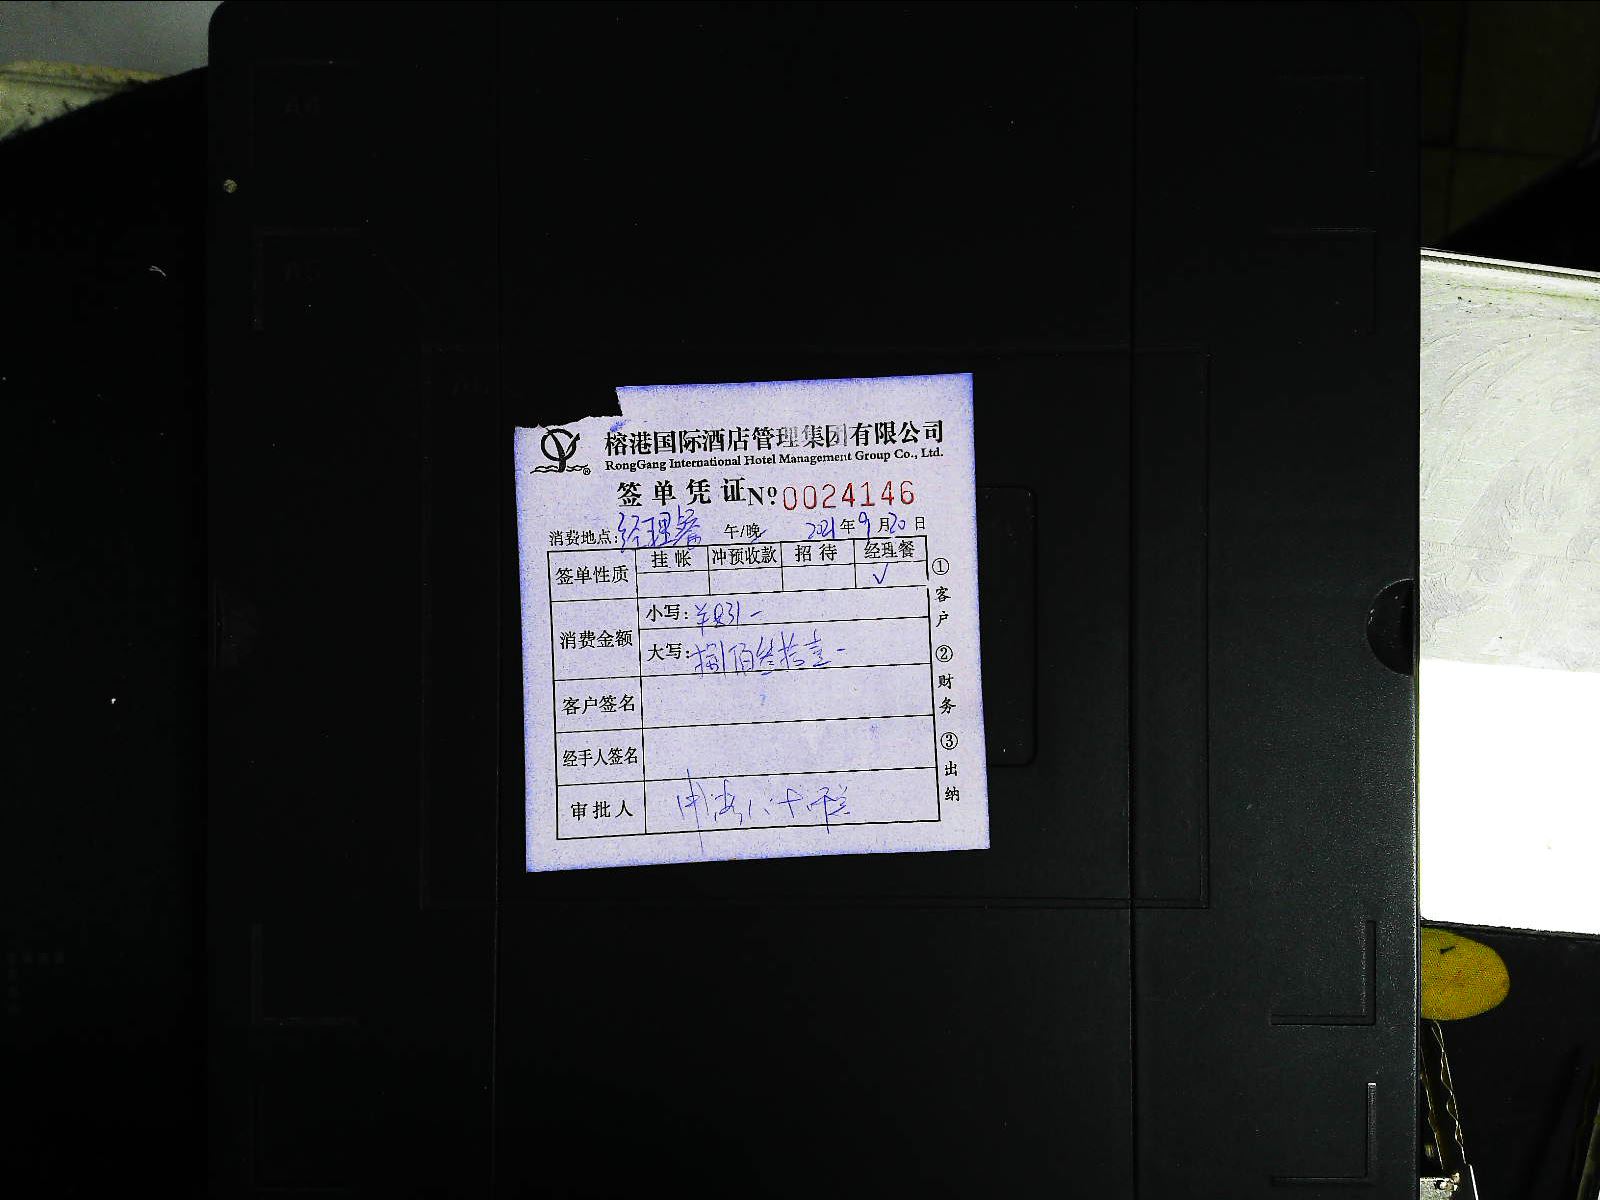 榕港国际酒店管理集团有限公司
RongGang International Hotel Management Group Co., Ltd.
签单凭证 Nº 0024146
消费地点: 经理餐 午/晚 2021年9月20日
签单性质 挂帐 冲预收款 招待 经理餐
√
消费金额 小写: ¥831-
大写: 捌佰叁拾壹-
客户签名
经手人签名
审批人
①客户 ②财务 ③出纳
A4
A5